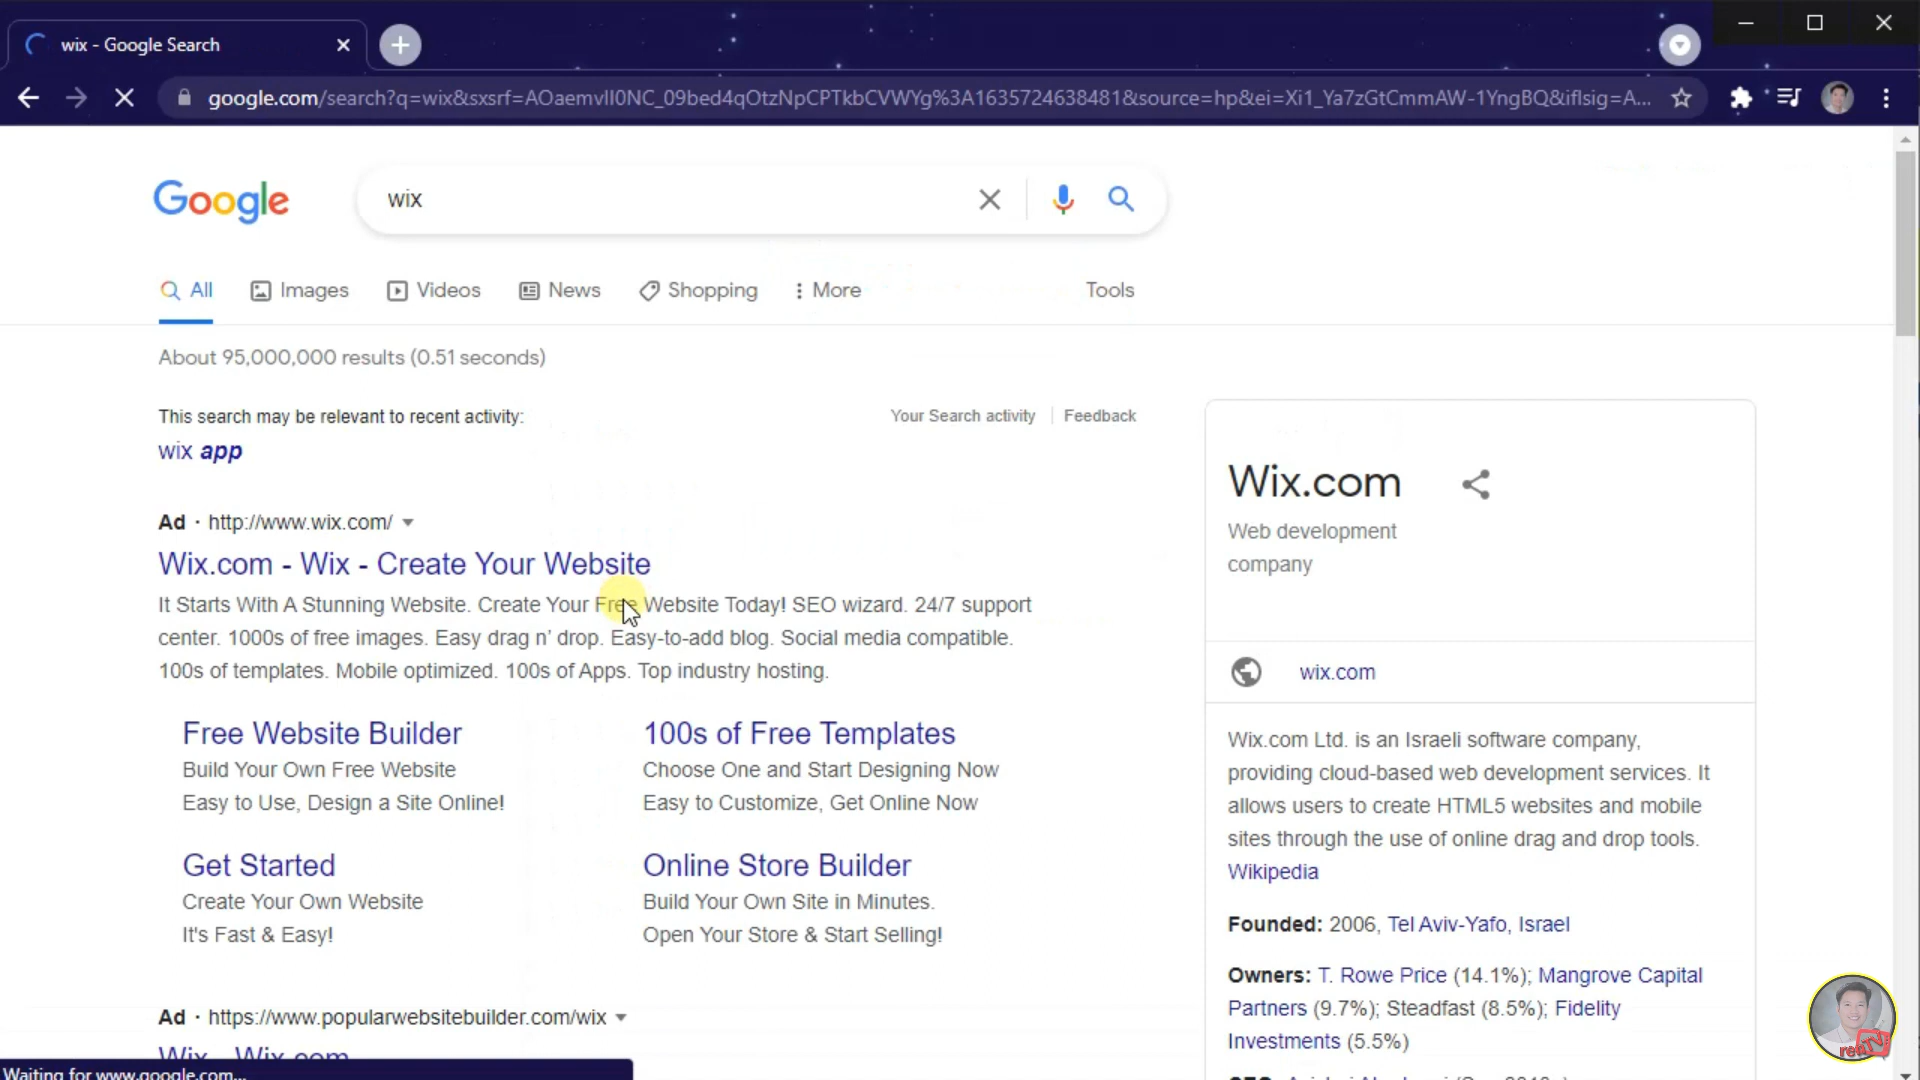 wix - Google Search
google.com/search?q=wix&sxsrf=AOaemvII0NC_09bed4qOtzNpCPTkbCVWYg%3A1635724638481&source=hp&ei=Xi1_Ya7zGtCmmAW-1YngBQ&iflsig=A...
Google
wix
All Images Videos News Shopping More Tools
About 95,000,000 results (0.51 seconds)
This search may be relevant to recent activity:
Your Search activity Feedback
wix app
Ad · http://www.wix.com/
Wix.com - Wix - Create Your Website
It Starts With A Stunning Website. Create Your Free Website Today! SEO wizard. 24/7 support
center. 1000s of free images. Easy drag n' drop. Easy-to-add blog. Social media compatible.
100s of templates. Mobile optimized. 100s of Apps. Top industry hosting.
Free Website Builder
Build Your Own Free Website
Easy to Use, Design a Site Online!
100s of Free Templates
Choose One and Start Designing Now
Easy to Customize, Get Online Now
Get Started
Create Your Own Website
It's Fast & Easy!
Online Store Builder
Build Your Own Site in Minutes.
Open Your Store & Start Selling!
Ad · https://www.popularwebsitebuilder.com/wix
Wix - Wix.com
Waiting for www.google.com...
Wix.com
Web development
company
wix.com
Wix.com Ltd. is an Israeli software company,
providing cloud-based web development services. It
allows users to create HTML5 websites and mobile
sites through the use of online drag and drop tools.
Wikipedia
Founded: 2006, Tel Aviv-Yafo, Israel
Owners: T. Rowe Price (14.1%); Mangrove Capital
Partners (9.7%); Steadfast (8.5%); Fidelity
Investments (5.5%)
renTV